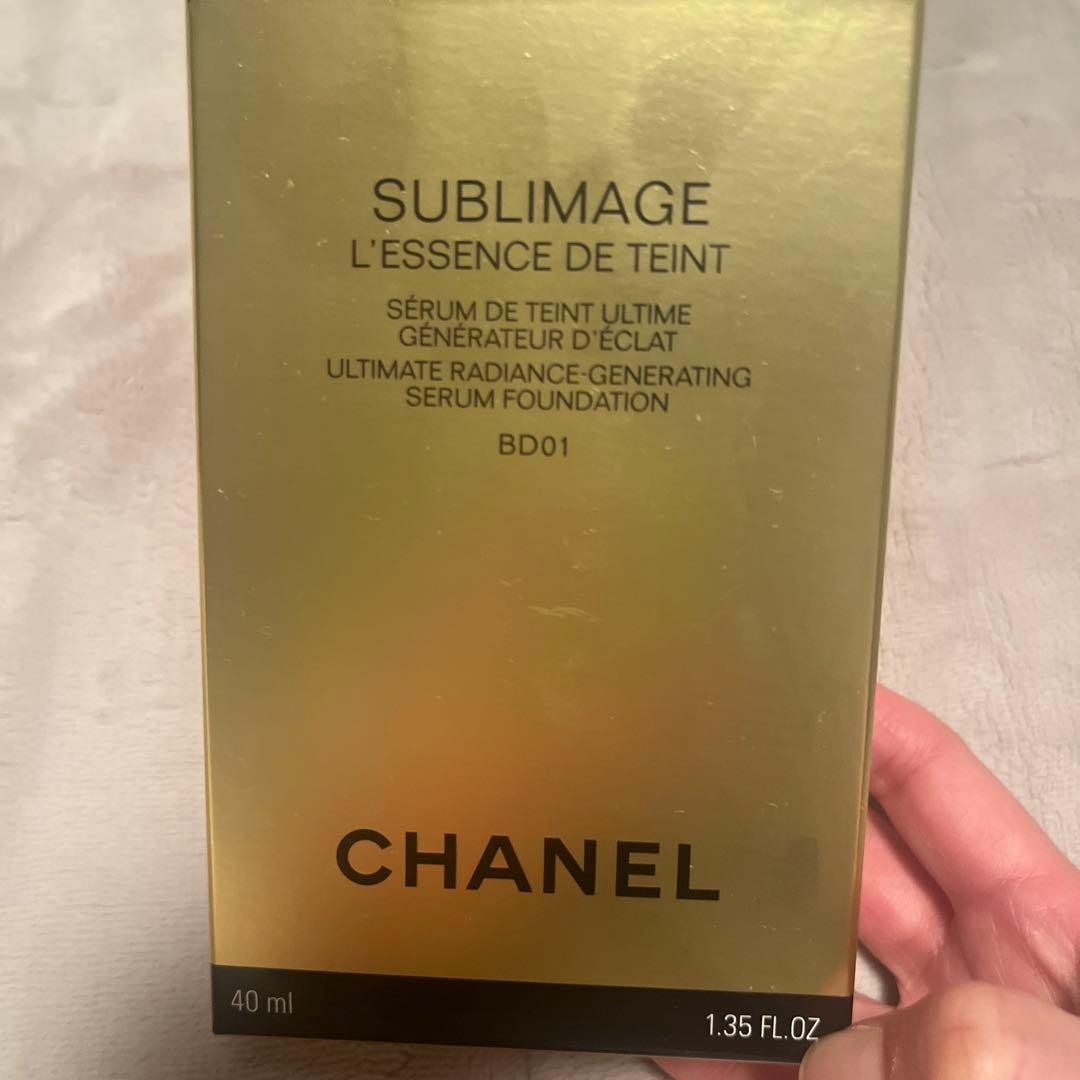 SUBLIMAGE
L'ESSENCE DE TEINT
SÉRUM DE TEINT ULTIME
GÉNÉRATEUR D'ÉCLAT
ULTIMATE RADIANCE-GENERATING
SERUM FOUNDATION
BD01
CHANEL
40 ml
1.35 FL.OZ